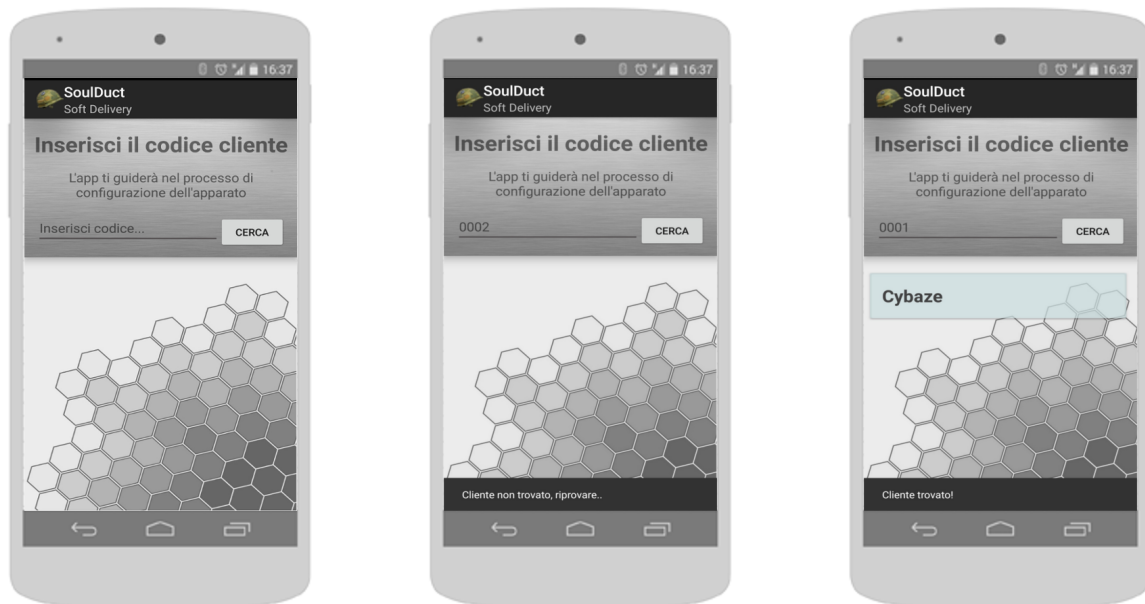 16:37
SoulDuct
Soft Delivery
Inserisci il codice cliente
L'app ti guiderà nel processo di
configurazione dell'apparato
Inserisci codice...
CERCA
16:37
SoulDuct
Soft Delivery
Inserisci il codice cliente
L'app ti guiderà nel processo di
configurazione dell'apparato
0002
CERCA
Cliente non trovato, riprovare..
16:37
SoulDuct
Soft Delivery
Inserisci il codice cliente
L'app ti guiderà nel processo di
configurazione dell'apparato
0001
CERCA
Cybaze
Cliente trovato!